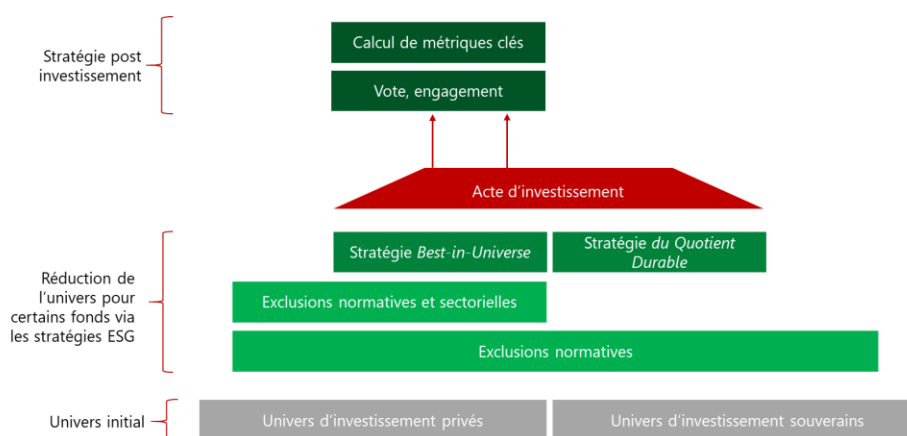 Stratégie post
investissement
Calcul de métriques clés
Vote, engagement
Acte d'investissement
Réduction de
l'univers pour
certains fonds via
les stratégies ESG
Stratégie Best-in-Universe
Stratégie du Quotient
Durable
Exclusions normatives et sectorielles
Exclusions normatives
Univers initial
Univers d'investissement privés
Univers d'investissement souverains